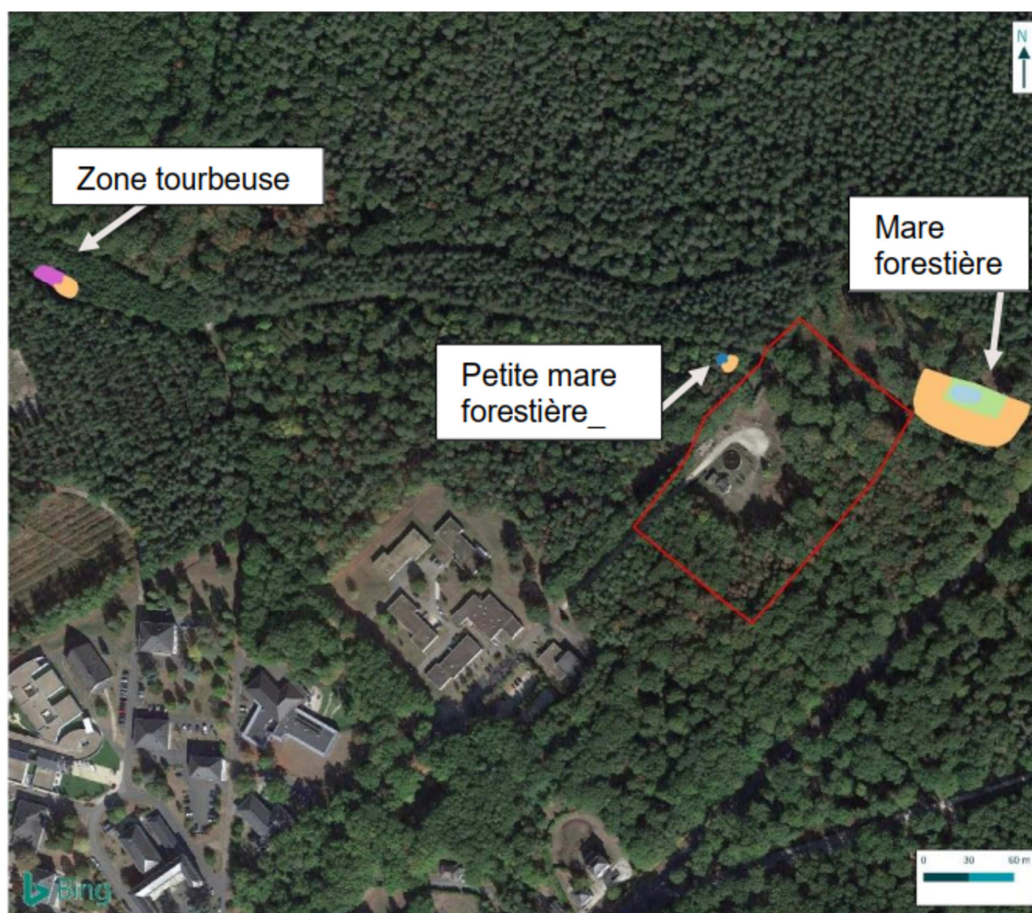 N
Zone tourbeuse
Mare
forestière
Petite mare
forestière_
0 30 60 m
Bing